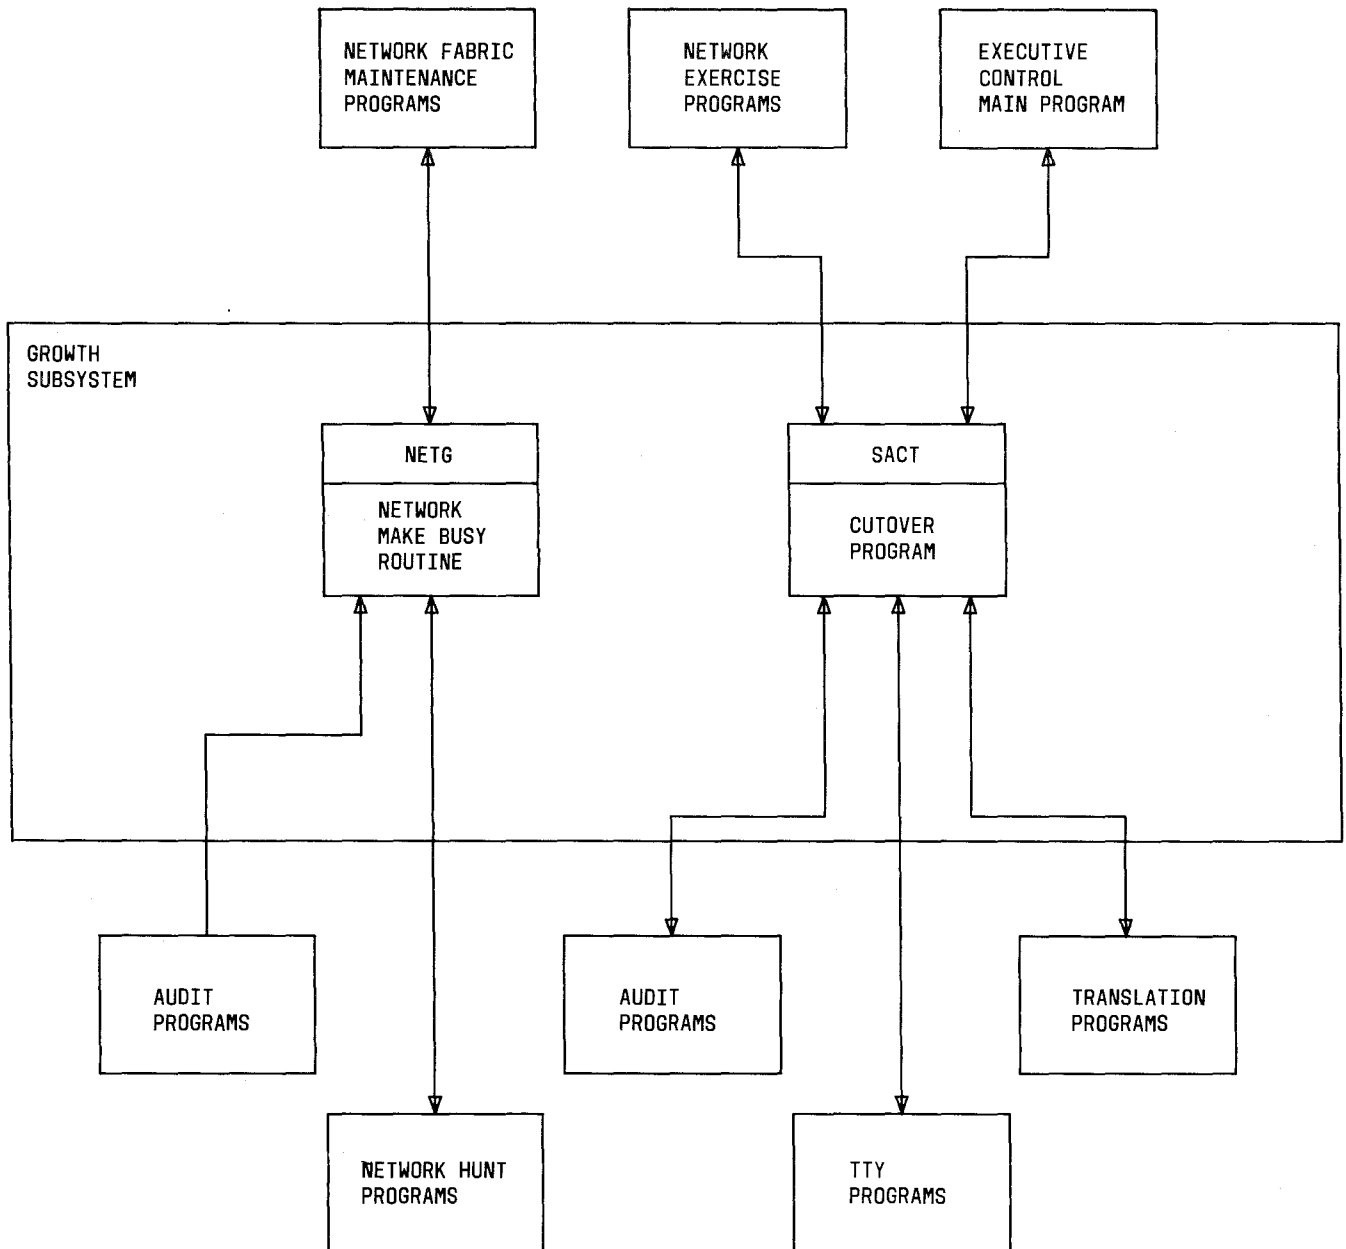 NETWORK FABRIC
MAINTENANCE
PROGRAMS
NETWORK
EXERCISE
PROGRAMS
EXECUTIVE
CONTROL
MAIN PROGRAM
GROWTH
SUBSYSTEM
NETG
NETWORK
MAKE BUSY
ROUTINE
SACT
CUTOVER
PROGRAM
AUDIT
PROGRAMS
AUDIT
PROGRAMS
TRANSLATION
PROGRAMS
NETWORK HUNT
PROGRAMS
TTY
PROGRAMS